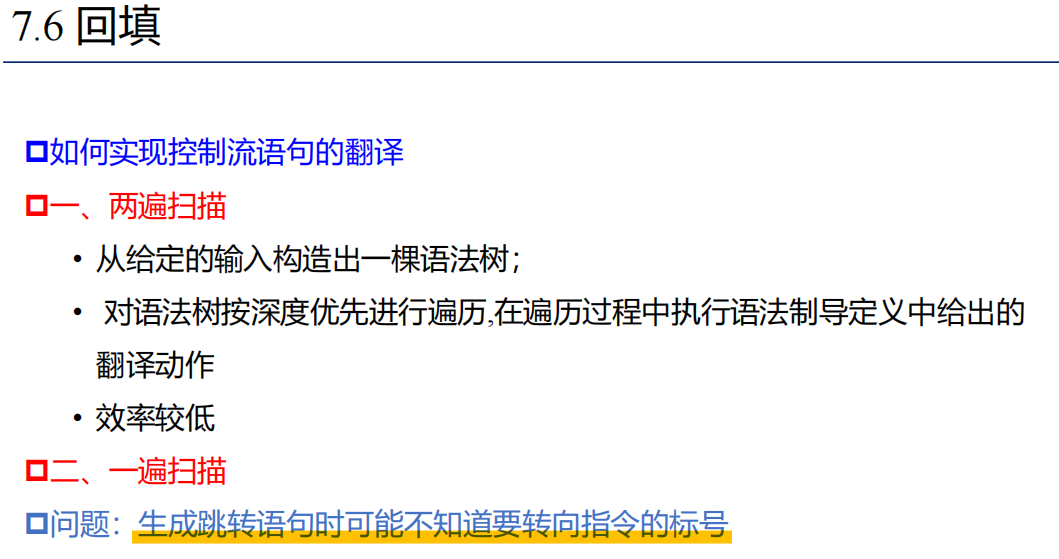 7.6 回填
如何实现控制流语句的翻译
一、两遍扫描
• 从给定的输入构造出一棵语法树;
• 对语法树按深度优先进行遍历,在遍历过程中执行语法制导定义中给出的
翻译动作
• 效率较低
二、一遍扫描
问题：生成跳转语句时可能不知道要转向指令的标号